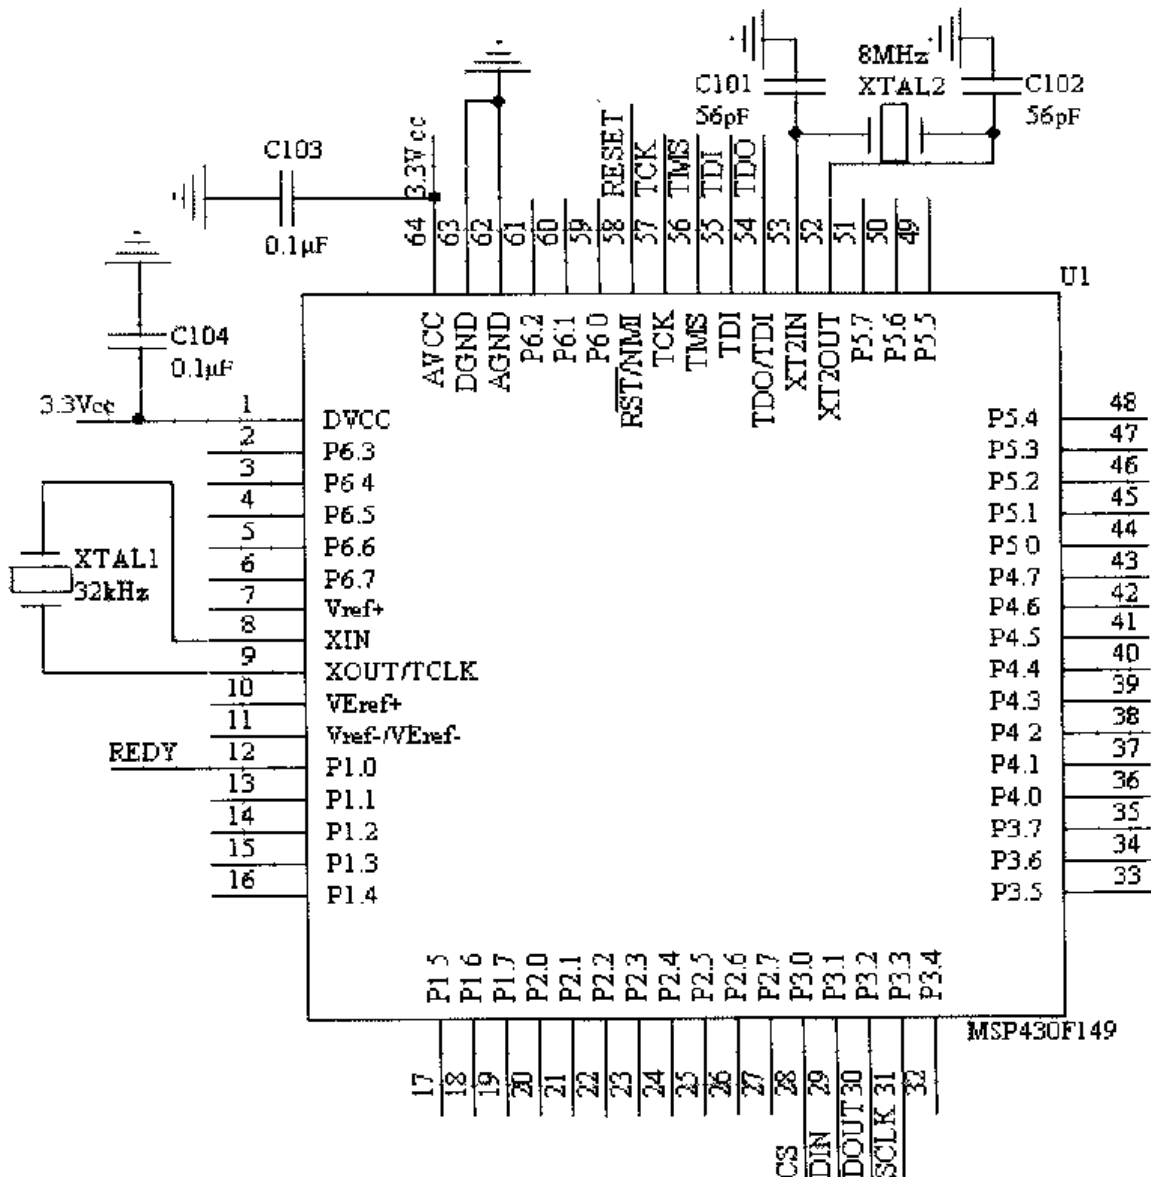 8MHz
C101
XTAL2
C102
56pF
56pF
C103
0.1μF
3.3Vcc
RESET
TCK
TMS
TDI
TDO
64
63
62
61
60
59
58
57
56
55
54
53
52
51
50
49
U1
AVCC
DGND
AGND
P6.2
P6.1
P6 0
RST/NMI
TCK
TMS
TDI
TDO/TDI
XT2IN
XT2OUT
P5.7
P5.6
P5.5
C104
0.1μF
3.3Vcc
1 DVCC
2 P6.3
3 P6 4
4 P6.5
5 P6.6
6 P6.7
7 Vref+
8 XIN
9 XOUT/TCLK
10 VEref+
11 Vref-/VEref-
REDY 12 P1.0
13 P1.1
14 P1.2
15 P1.3
16 P1.4
XTAL1
32kHz
P5.4 48
P5.3 47
P5.2 46
P5.1 45
P5 0 44
P4.7 43
P4.6 42
P4.5 41
P4.4 40
P4.3 39
P4 2 38
P4.1 37
P4.0 36
P3.7 35
P3.6 34
P3.5 33
P1 5
P1 6
P1.7
P2.0
P2.1
P2.2
P2.3
P2.4
P2.5
P2.6
P2.7
P3.0
P3.1
P3.2
P3.3
P3.4
MSP430F149
17
18
19
20
21
22
23
24
25
26
27
28
29
30
31
32
CS
DIN
DOUT
SCLK